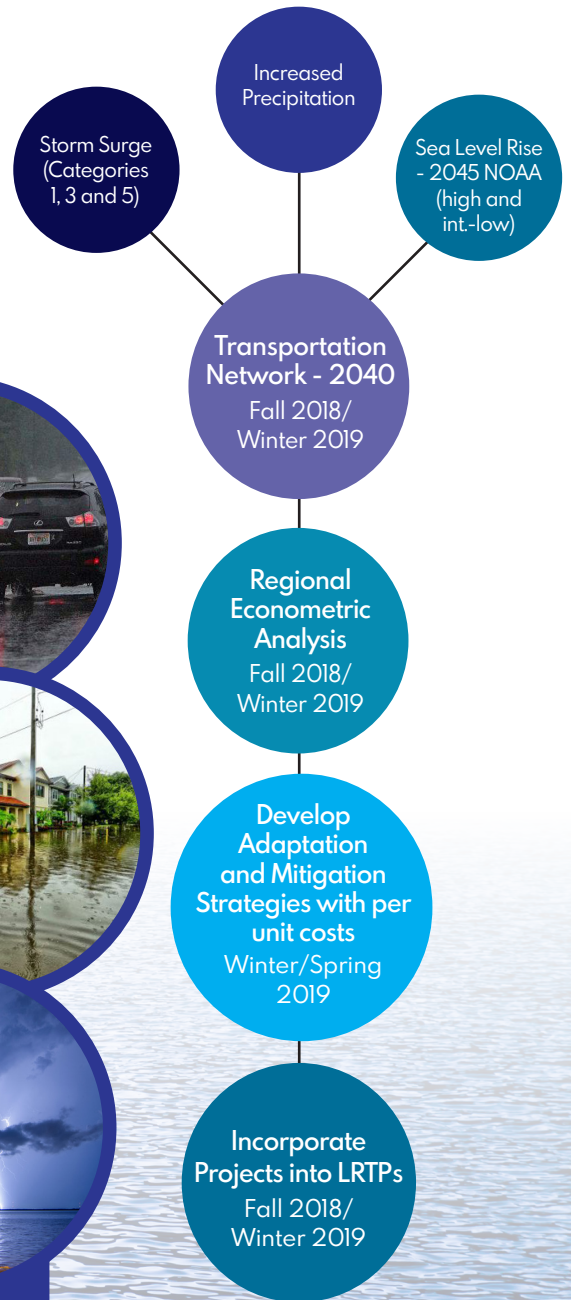 Increased
Precipitation
Storm Surge
(Categories
1, 3 and 5)
Sea Level Rise
- 2045 NOAA
(high and
int.-low)
Transportation
Network - 2040
Fall 2018/
Winter 2019
Regional
Econometric
Analysis
Fall 2018/
Winter 2019
Develop
Adaptation
and Mitigation
Strategies with per
unit costs
Winter/Spring
2019
Incorporate
Projects into LRTPs
Fall 2018/
Winter 2019